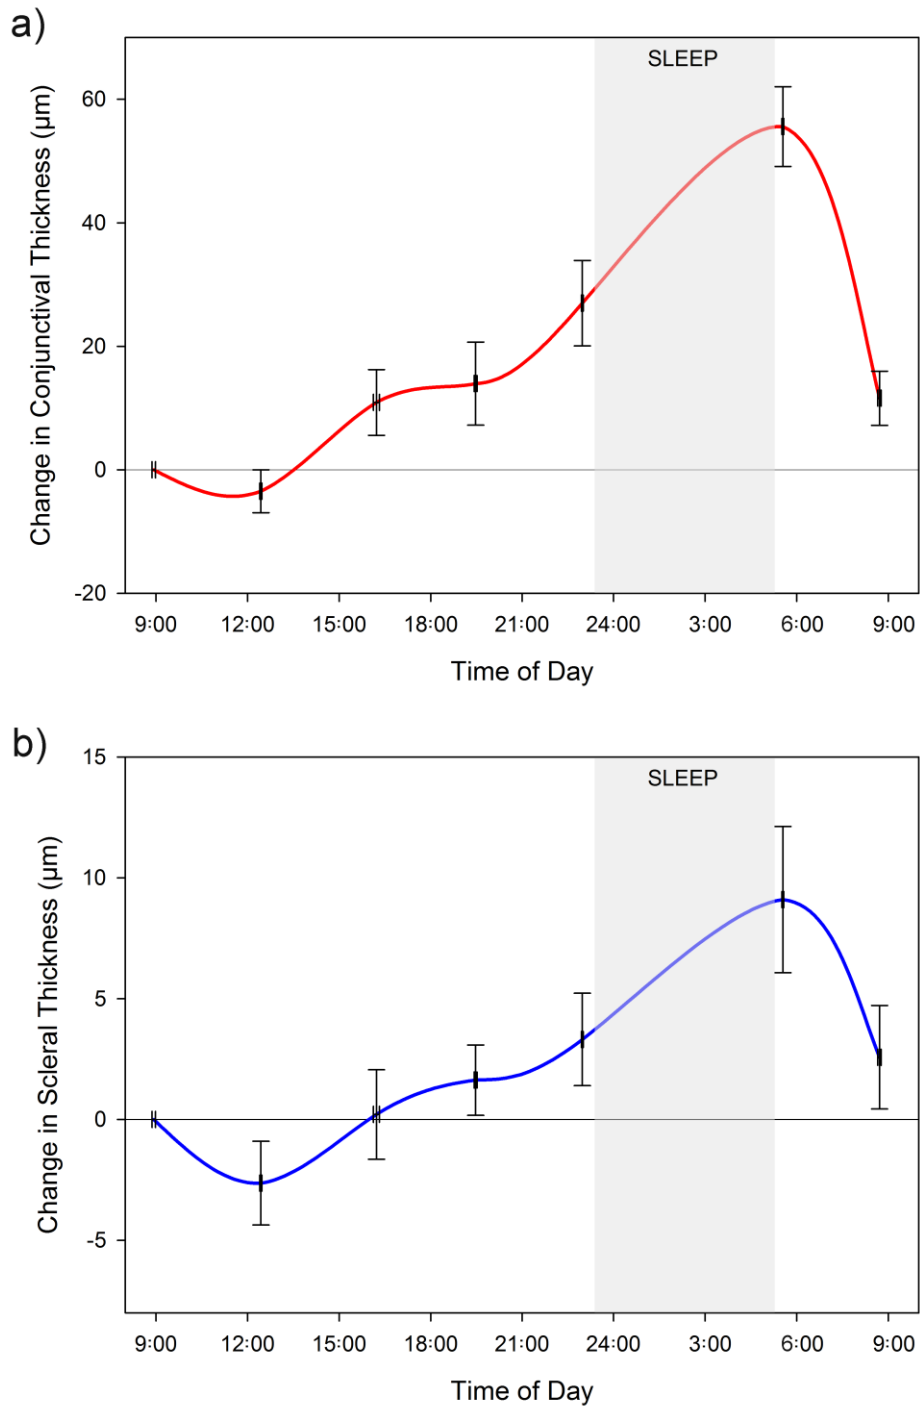 a)
SLEEP
Change in Conjunctival Thickness (µm)
60
40
20
0
-20
9:00 12:00 15:00 18:00 21:00 24:00 3:00 6:00 9:00
Time of Day
b)
SLEEP
Change in Scleral Thickness (µm)
15
10
5
0
-5
9:00 12:00 15:00 18:00 21:00 24:00 3:00 6:00 9:00
Time of Day